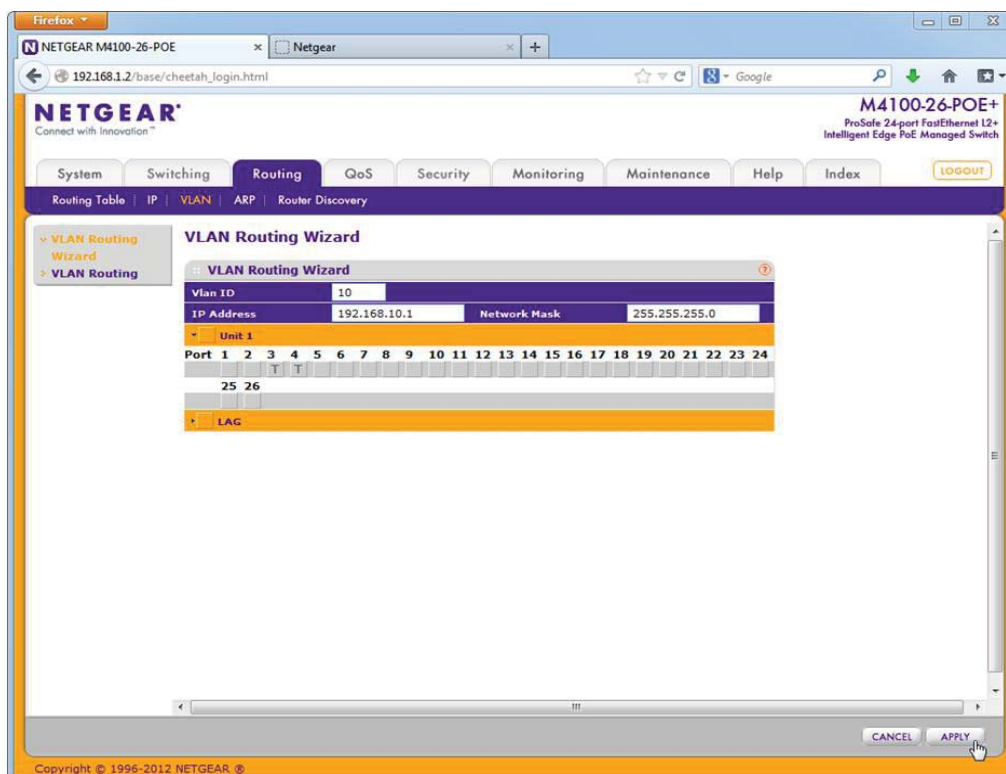 Firefox
NETGEAR M4100-26-POE
Netgear
192.168.1.2/base/cheetah_login.html
Google
NETGEAR®
Connect with Innovation™
M4100-26-POE+
ProSafe 24-port FastEthernet L2+
Intelligent Edge PoE Managed Switch
System Switching Routing QoS Security Monitoring Maintenance Help Index LOGOUT
Routing Table | IP | VLAN | ARP | Router Discovery
VLAN Routing Wizard
VLAN Routing
VLAN Routing Wizard
VLAN Routing Wizard
Vlan ID 10
IP Address 192.168.10.1 Network Mask 255.255.255.0
Unit 1
Port 1 2 3 4 5 6 7 8 9 10 11 12 13 14 15 16 17 18 19 20 21 22 23 24
T T
25 26
LAG
CANCEL APPLY
Copyright © 1996-2012 NETGEAR ®